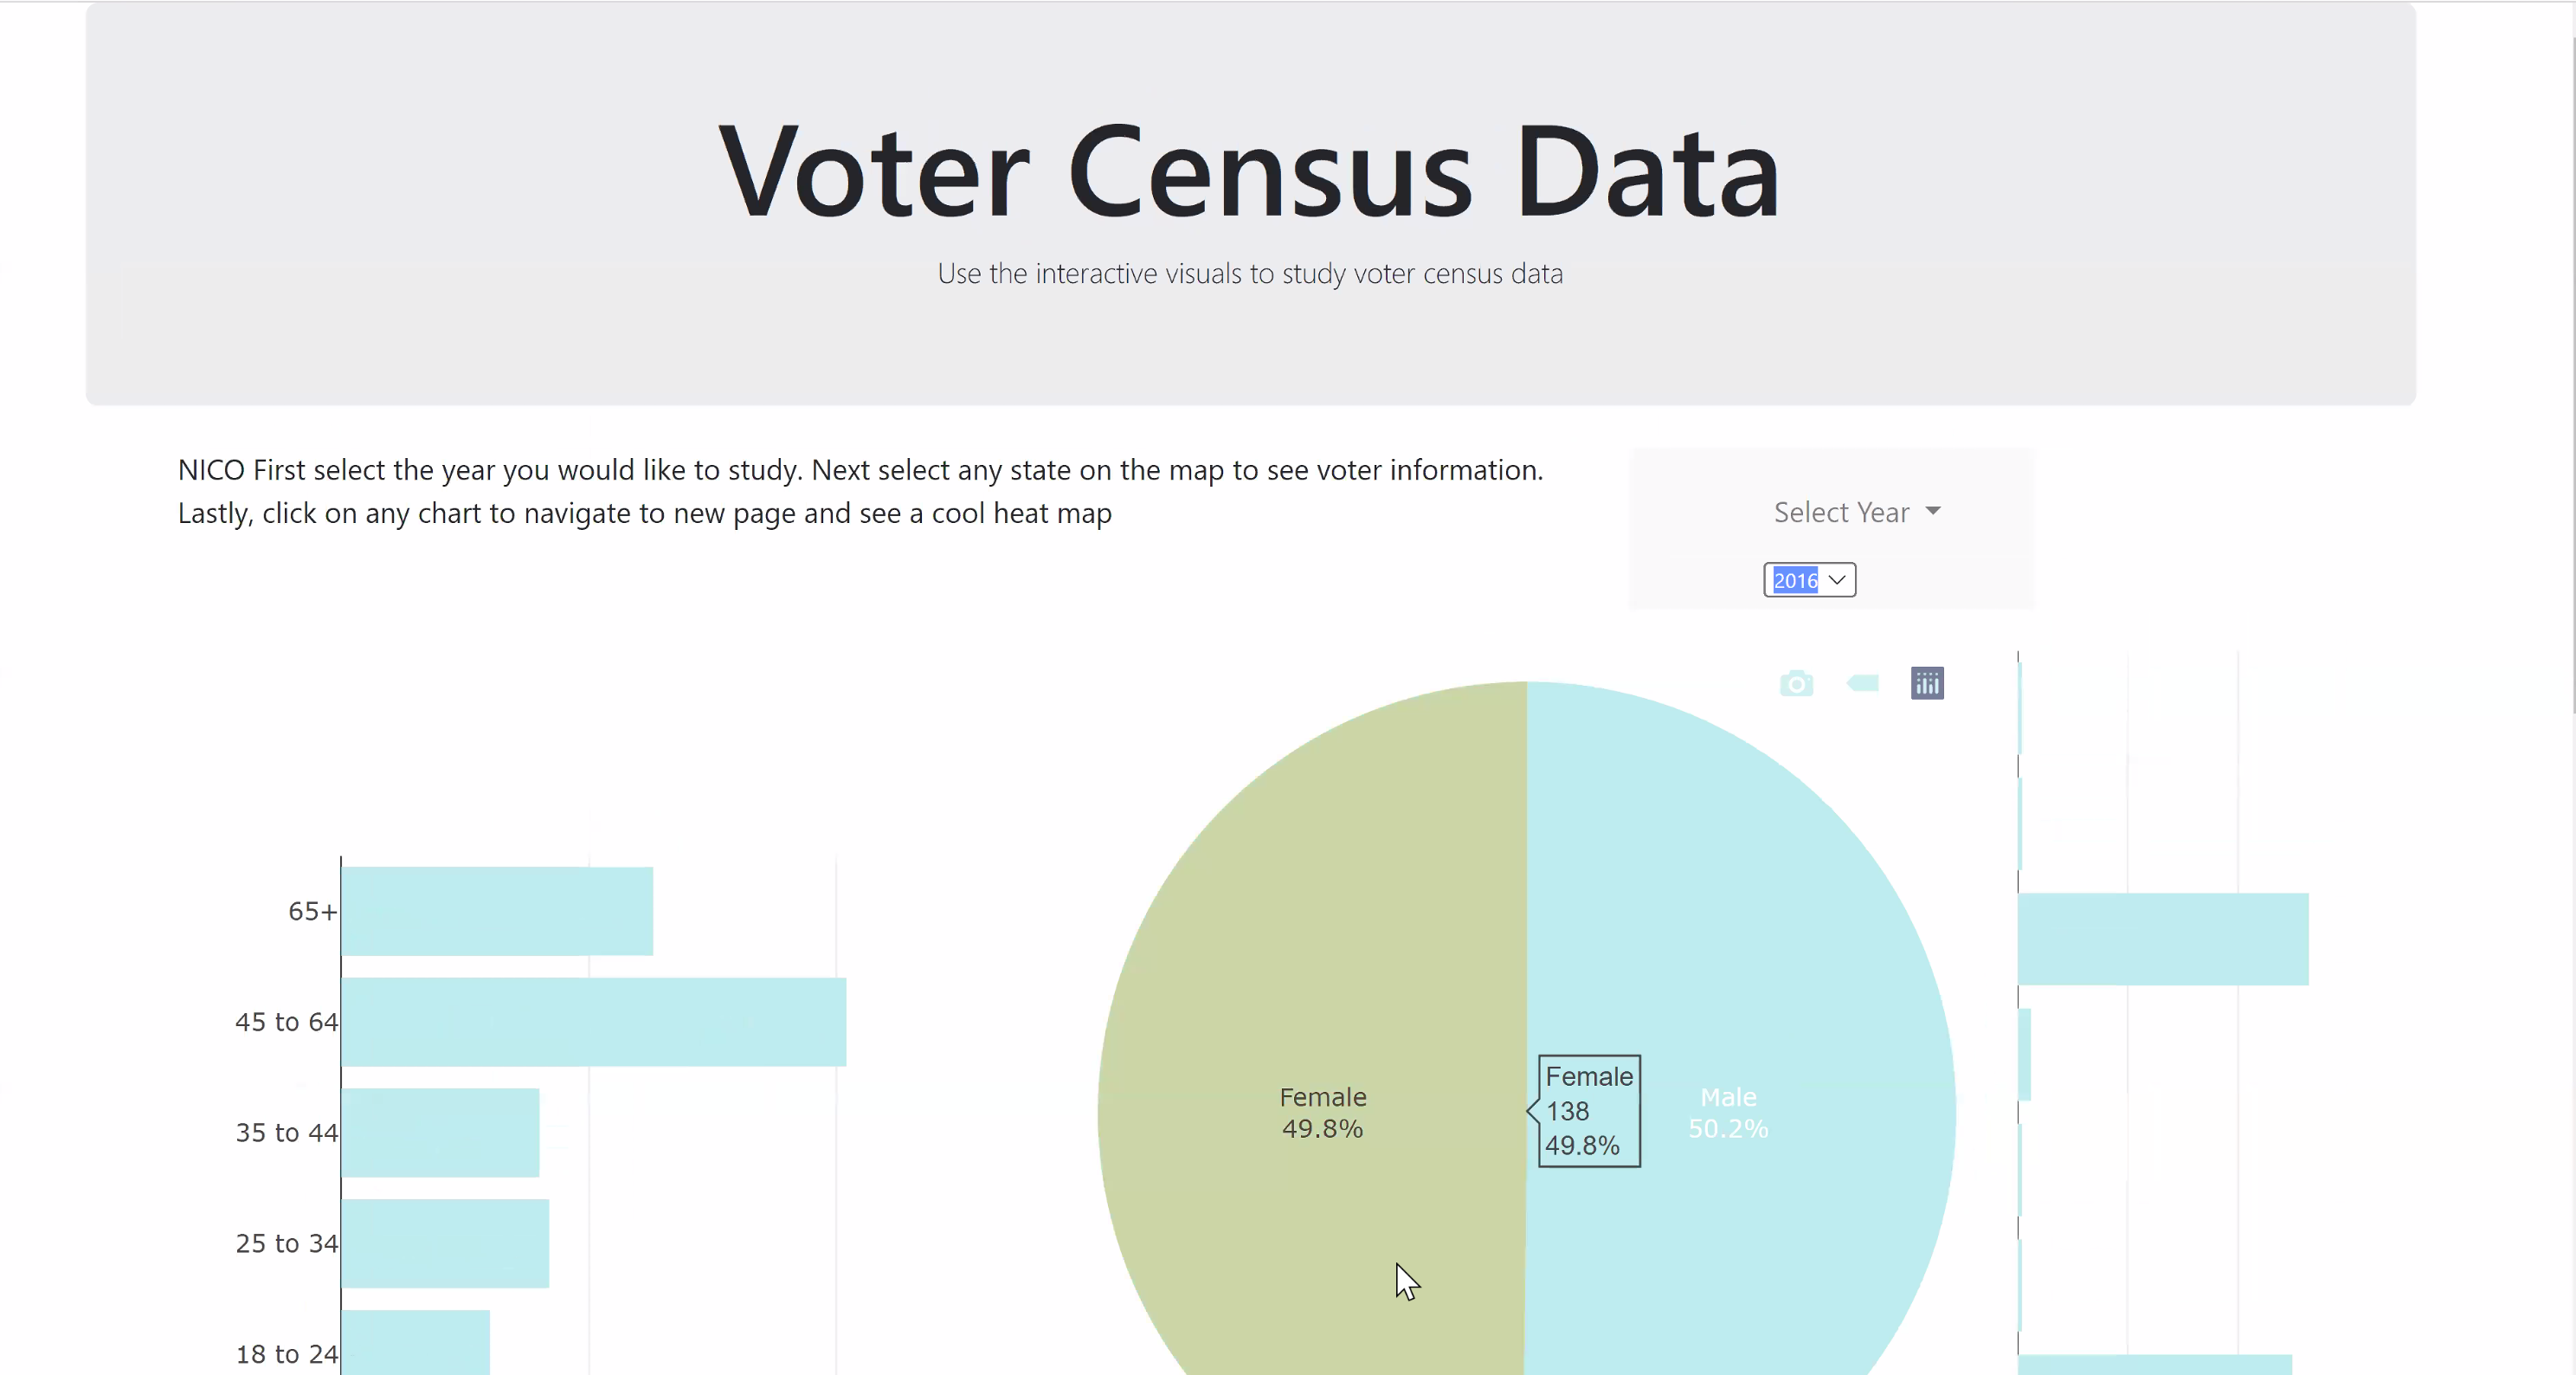 Voter Census Data
Use the interactive visuals to study voter census data
NICO First select the year you would like to study. Next select any state on the map to see voter information.
Lastly, click on any chart to navigate to new page and see a cool heat map
Select Year
2016
65+
45 to 64
35 to 44
25 to 34
18 to 24
Female
49.8%
Female
138
49.8%
Male
50.2%